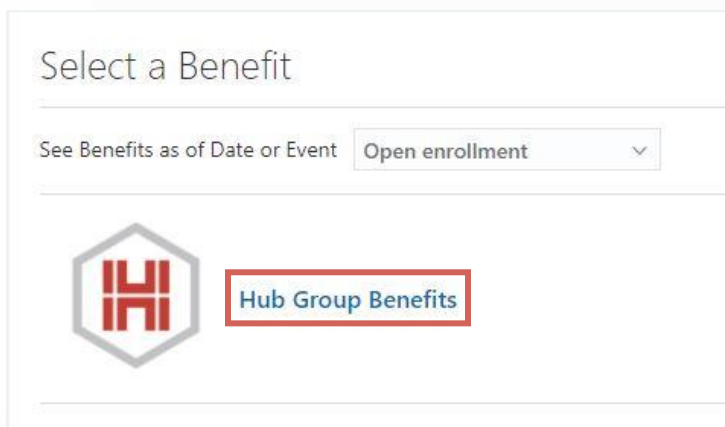 Select a Benefit
See Benefits as of Date or Event Open enrollment
Hub Group Benefits